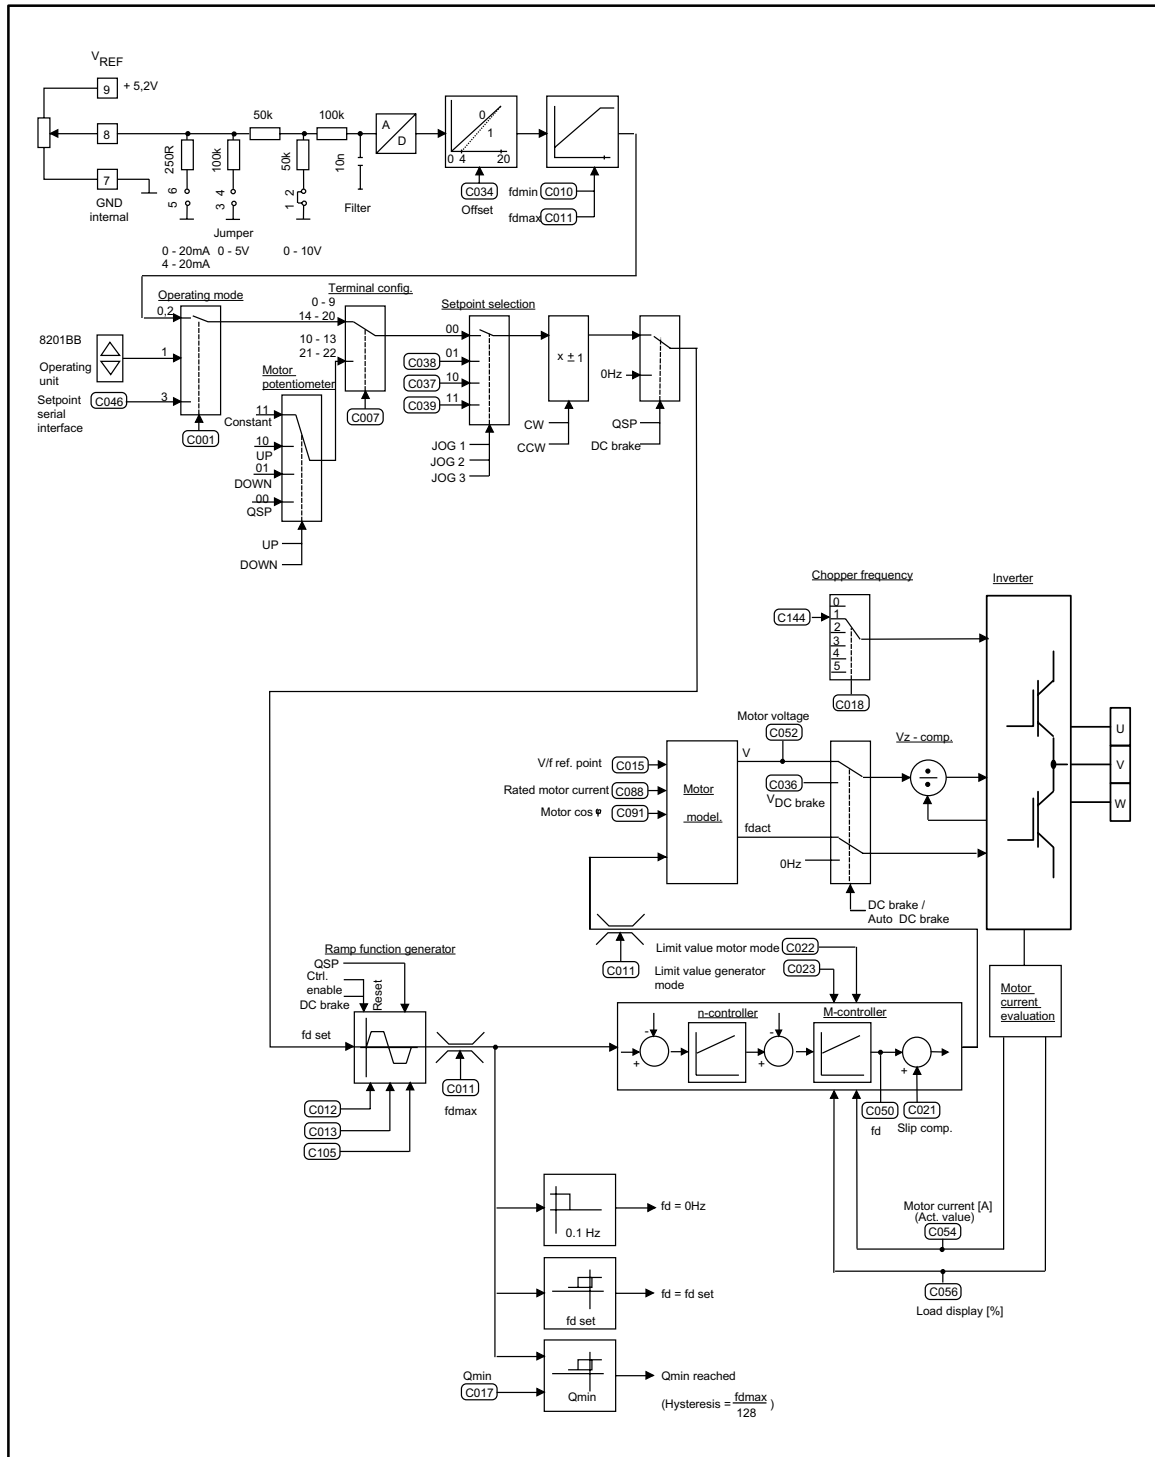 VREF
9 + 5,2V
8
7
GND
internal
250R
100k
50k
50k
100k
10n
5 6
3 4
1 2
Jumper
Filter
0 - 20mA 0 - 5V 0 - 10V
4 - 20mA
A
D
0
1
0 4 20
C034
Offset
fdmin C010
fdmax C011
Operating mode
0,2
1
3
8201BB
Operating
unit
Setpoint
serial
interface
C046
C001
Terminal config.
0 - 9
14 - 20
10 - 13
21 - 22
C007
Motor
potentiometer
11
Constant
10
UP
01
DOWN
00
QSP
UP
DOWN
Setpoint selection
00
C038 01
C037 10
C039 11
JOG 1
JOG 2
JOG 3
x ± 1
CW
CCW
0Hz
QSP
DC brake
Chopper frequency
C144
0
1
2
3
4
5
C018
Inverter
U
V
W
Motor voltage
C052
V
C036
VDC brake
Vz - comp.
V/f ref. point C015
Rated motor current C088
Motor cos φ C091
Motor
model.
fdact
0Hz
DC brake /
Auto DC brake
C011
Ramp function generator
QSP
Ctrl.
enable
DC brake
Reset
fd set
C012
C013
C105
C011
fdmax
Limit value motor mode C022
Limit value generator C023
mode
n-controller
M-controller
-
+
-
+
+
C050
fd
C021
Slip comp.
Motor
current
evaluation
Motor current [A]
(Act. value)
C054
C056
Load display [%]
0.1 Hz
fd = 0Hz
fd set
fd = fd set
Qmin
C017
Qmin
Qmin reached
(Hysteresis = fdmax
128 )